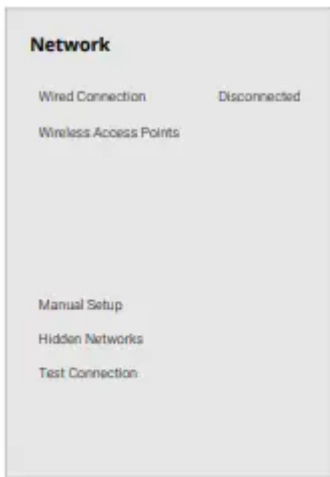 Network
Wired Connection Disconnected
Wireless Access Points
Manual Setup
Hidden Networks
Test Connection